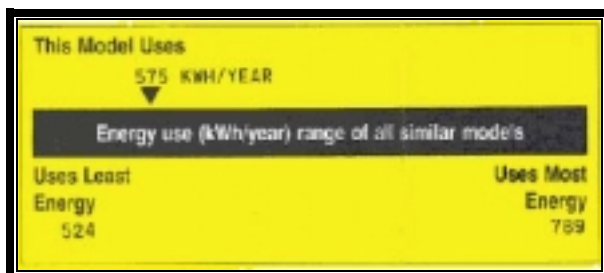 This Model Uses
575 KWH/YEAR
Energy use (kWh/year) range of all similar models
Uses Least Uses Most
Energy Energy
524 789